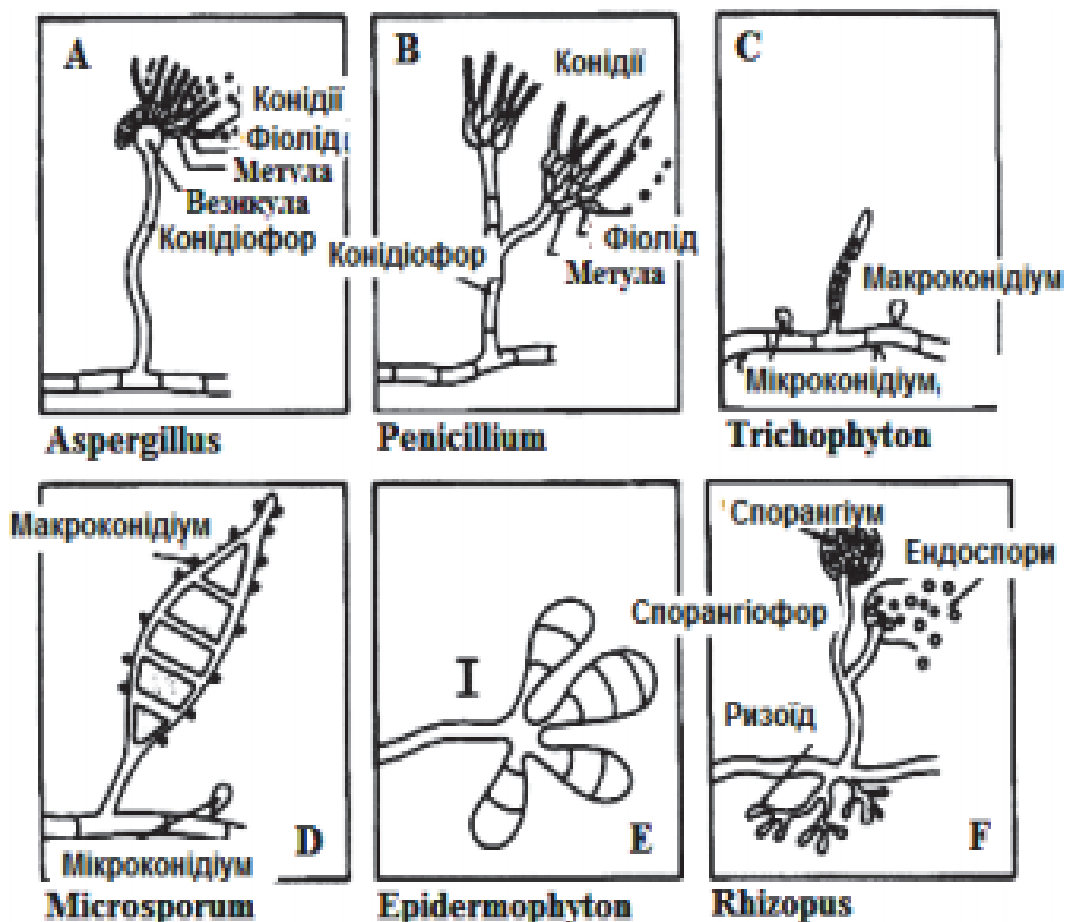 A
Конідії
Фіолід
Метула
Везикула
Конідіофор
Aspergillus
B
Конідії
Фіолід
Конідіофор
Метула
Penicillium
C
Макроконідіум
Мікроконідіум,
Trichophyton
Макроконідіум
Мікроконідіум
D
Microsporum
I
E
Epidermophyton
Спорангіум
Ендоспори
Спорангіофор
Ризоїд
F
Rhizopus